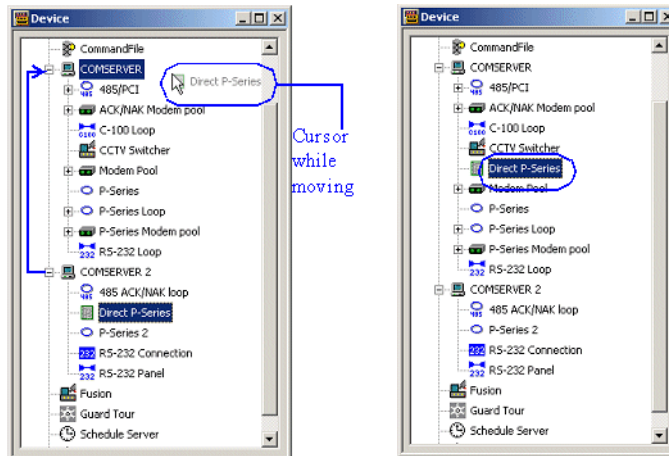 Device
CommandFile
COMSERVER
Direct P-Series
485/PCI
ACK/NAK Modem pool
C-100 Loop
CCTV Switcher
Modem Pool
P-Series
P-Series Loop
P-Series Modem pool
RS-232 Loop
COMSERVER 2
485 ACK/NAK loop
Direct P-Series
P-Series 2
RS-232 Connection
RS-232 Panel
Fusion
Guard Tour
Schedule Server
Cursor
while
moving
Device
CommandFile
COMSERVER
485/PCI
ACK/NAK Modem pool
C-100 Loop
CCTV Switcher
Direct P-Series
Modem Pool
P-Series
P-Series Loop
P-Series Modem pool
RS-232 Loop
COMSERVER 2
485 ACK/NAK loop
P-Series 2
RS-232 Connection
RS-232 Panel
Fusion
Guard Tour
Schedule Server